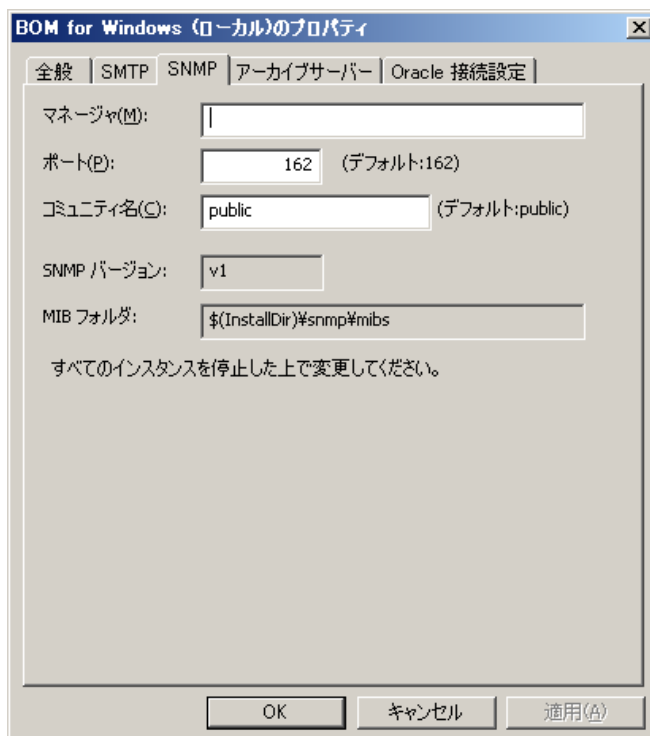 BOM for Windows (ローカル)のプロパティ
全般 SMTP SNMP アーカイブサーバー Oracle 接続設定
マネージャ(M):
ポート(P): 162 (デフォルト:162)
コミュニティ名(C): public (デフォルト:public)
SNMP バージョン: v1
MIB フォルダ: $(InstallDir)¥snmp¥mibs
すべてのインスタンスを停止した上で変更してください。
OK キャンセル 適用(A)